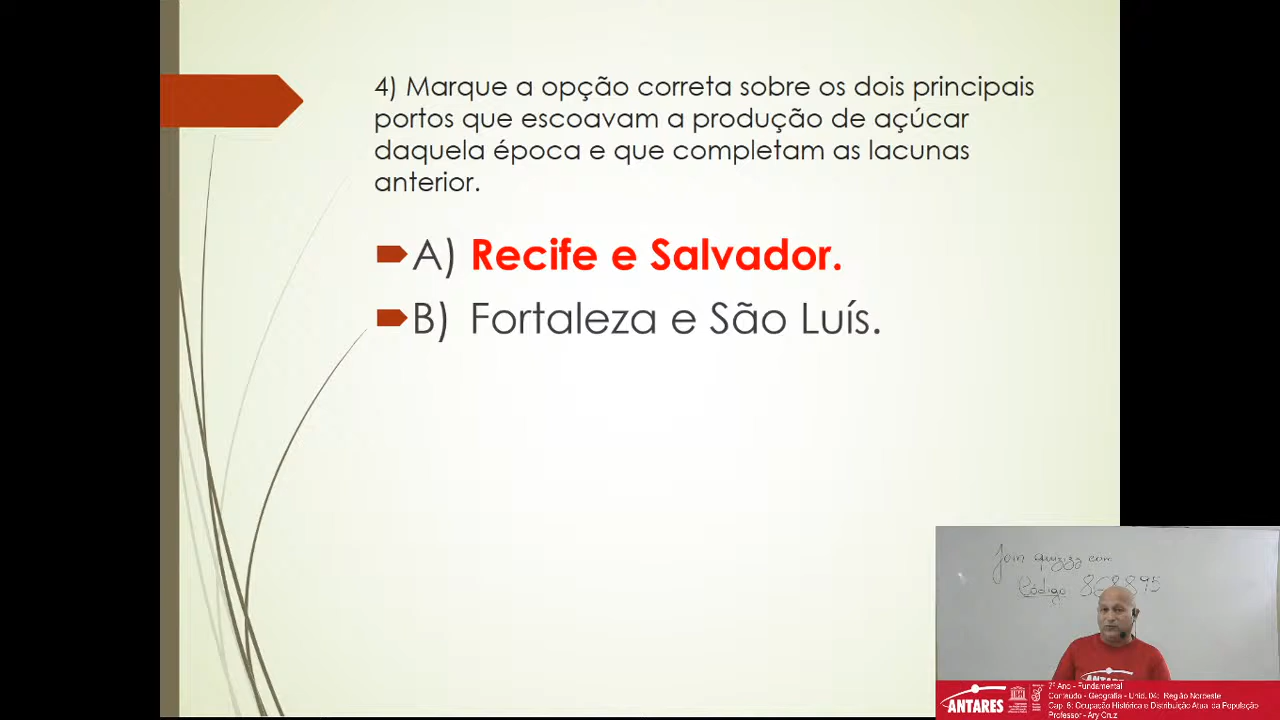 4) Marque a opção correta sobre os dois principais
portos que escoavam a produção de açúcar
daquela época e que completam as lacunas
anterior.
A) Recife e Salvador.
B) Fortaleza e São Luís.
Join quizizz com
Código 868895
ANTARES
ANTARES
7º Ano - Fundamental
Conteúdo - Geografia - Unid. 04: Região Nordeste
Cap. 6: Ocupação Histórica e Distribuição Atual da População
Professor - Ary Cruz